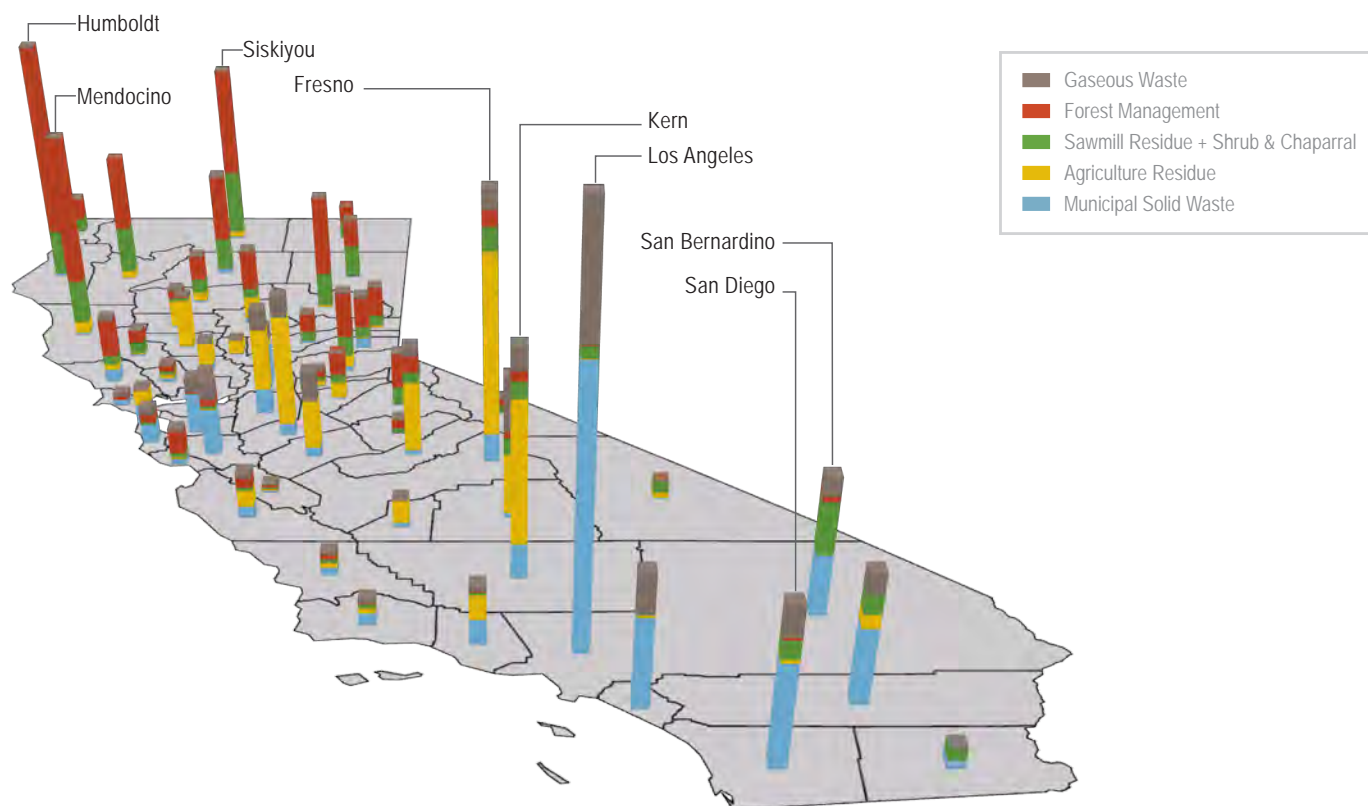 Humboldt
Siskiyou
Mendocino
Fresno
Kern
Los Angeles
San Bernardino
San Diego
Gaseous Waste
Forest Management
Sawmill Residue + Shrub & Chaparral
Agriculture Residue
Municipal Solid Waste